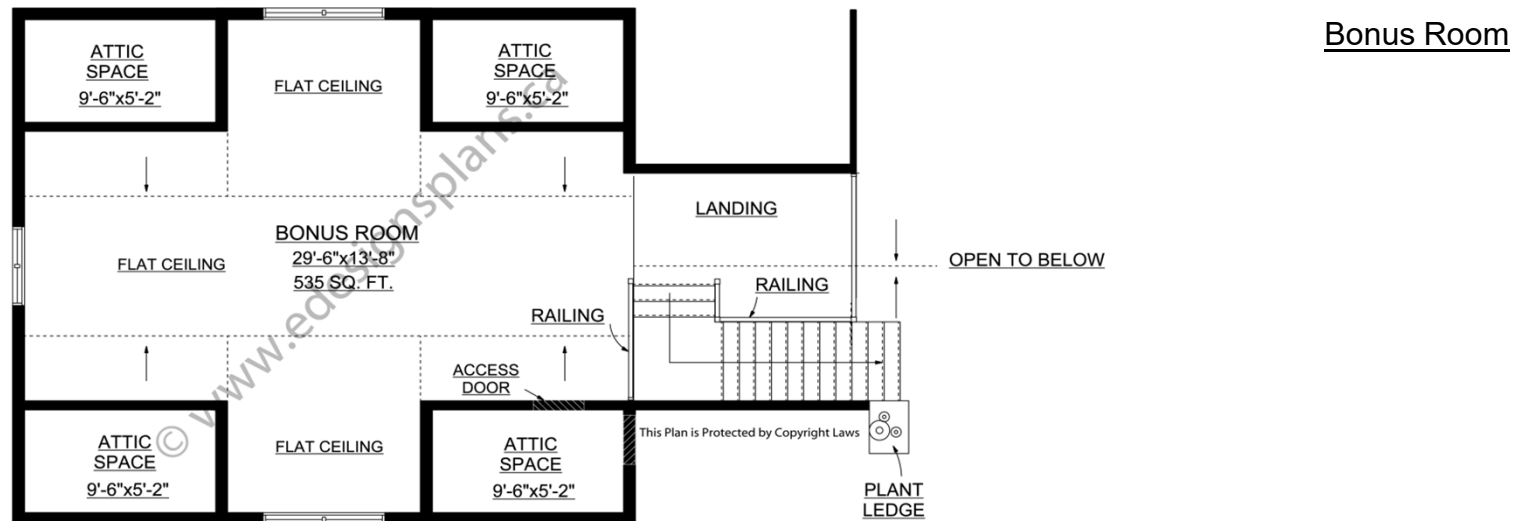 Bonus Room
ATTIC
SPACE
9'-6"x5'-2"
FLAT CEILING
ATTIC
SPACE
9'-6"x5'-2"
LANDING
BONUS ROOM
29'-6"x13'-8"
535 SQ. FT.
FLAT CEILING
OPEN TO BELOW
RAILING
RAILING
ACCESS
DOOR
ATTIC
SPACE
9'-6"x5'-2"
FLAT CEILING
ATTIC
SPACE
9'-6"x5'-2"
This Plan is Protected by Copyright Laws
PLANT
LEDGE
© www.edesignsplans.ca